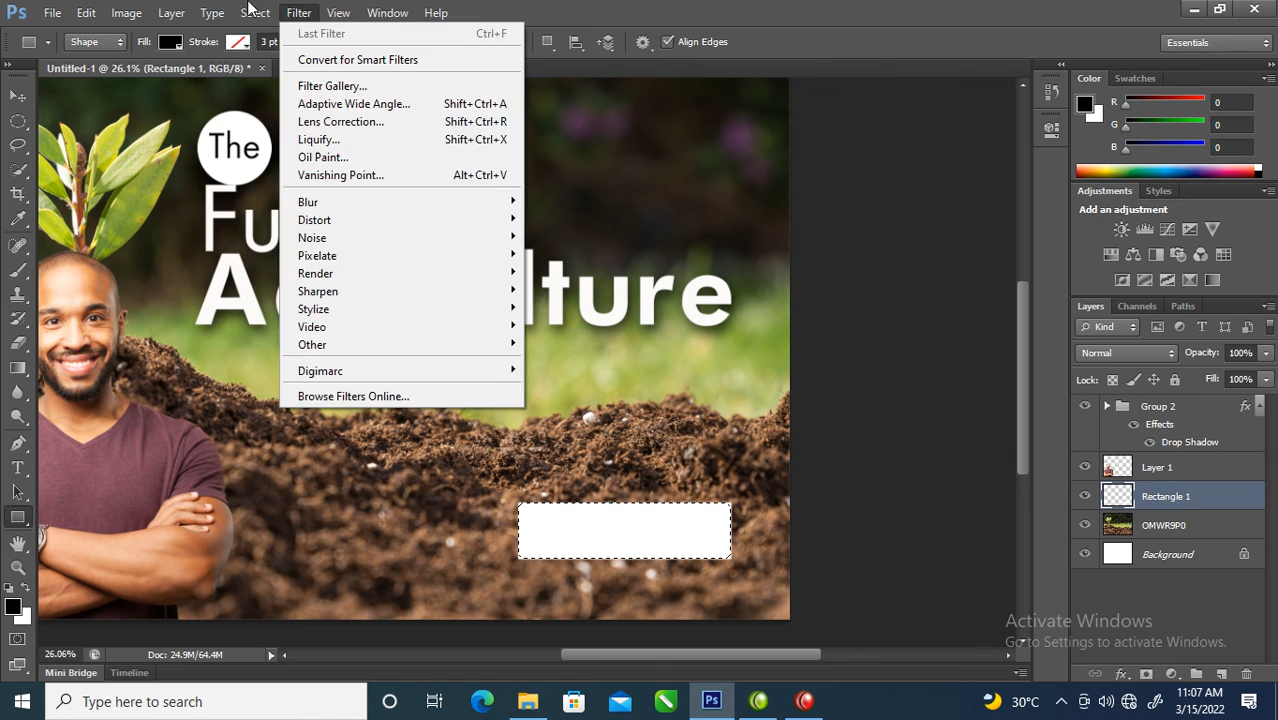 Ps File Edit Image Layer Type Select Filter View Window Help
Shape Fill: Stroke: 3 pt Align Edges Essentials
Untitled-1 @ 26.1% (Rectangle 1, RGB/8) * ×
Last Filter Ctrl+F
Convert for Smart Filters
Filter Gallery...
Adaptive Wide Angle... Shift+Ctrl+A
Lens Correction... Shift+Ctrl+R
Liquify... Shift+Ctrl+X
Oil Paint...
Vanishing Point... Alt+Ctrl+V
Blur
Distort
Noise
Pixelate
Render
Sharpen
Stylize
Video
Other
Digimarc
Browse Filters Online...
The
Fu
A lture
Color Swatches
R 0
G 0
B 0
Adjustments Styles
Add an adjustment
Layers Channels Paths
Kind
Normal Opacity: 100%
Lock: Fill: 100%
Group 2 fx
Effects
Drop Shadow
Layer 1
Rectangle 1
OMWR9P0
Background
Activate Windows
Go to Settings to activate Windows.
26.06% Doc: 24.9M/64.4M
Mini Bridge Timeline
Type here to search
Ps
30°C
11:07 AM
3/15/2022